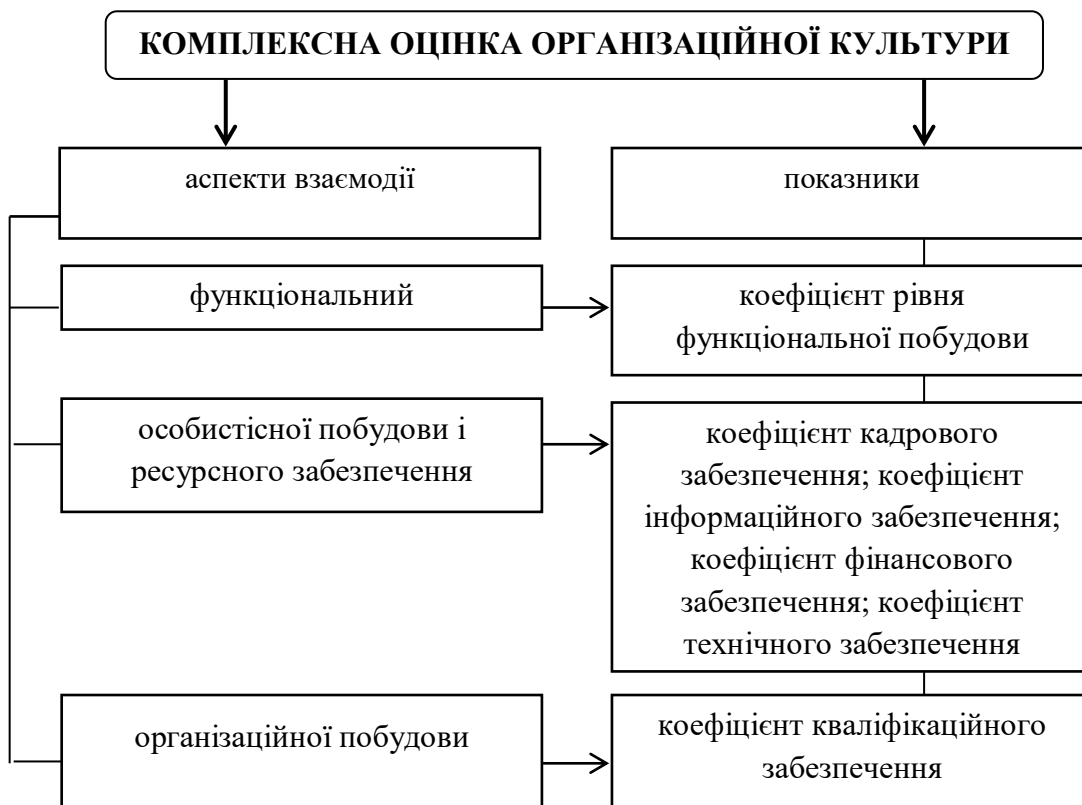 КОМПЛЕКСНА ОЦІНКА ОРГАНІЗАЦІЙНОЇ КУЛЬТУРИ
аспекти взаємодії
показники
функціональний
коефіцієнт рівня
функціональної побудови
особистісної побудови і
ресурсного забезпечення
коефіцієнт кадрового
забезпечення; коефіцієнт
інформаційного забезпечення;
коефіцієнт фінансового
забезпечення; коефіцієнт
технічного забезпечення
організаційної побудови
коефіцієнт кваліфікаційного
забезпечення